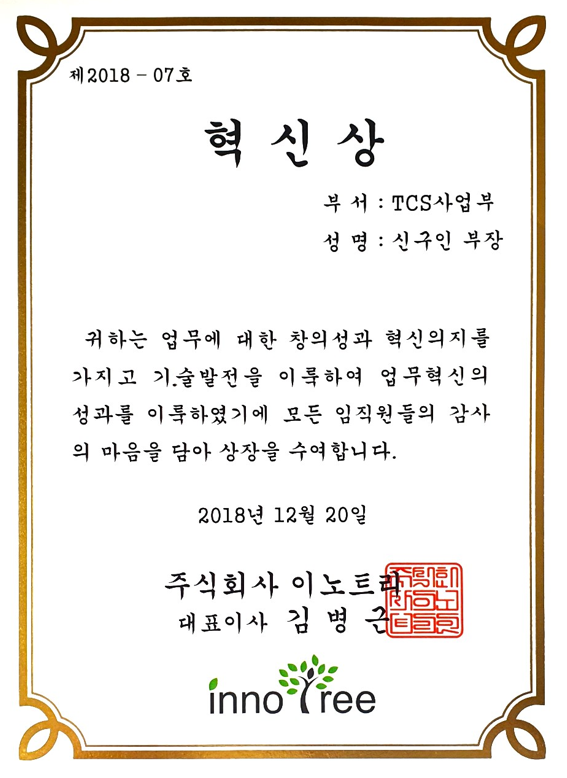 제2018 - 07호
혁신상
부 서 : TCS사업부
성 명 : 신구인 부장
귀하는 업무에 대한 창의성과 혁신의지를
가지고 기.술발전을 이룩하여 업무혁신의
성과를 이룩하였기에 모든 임직원들의 감사
의 마음을 담아 상장을 수여합니다.
2018년 12월 20일
주식회사 이노트리
대표이사 김 병 근
innoTree